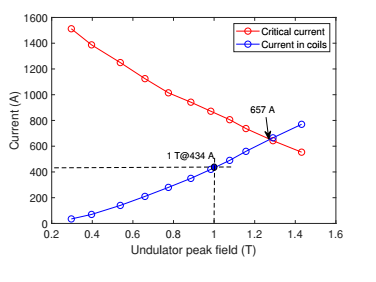 1600
1400
1200
1000
800
600
400
200
0
Current (A)
Critical current
Current in coils
657 A
1 T@434 A
0.2 0.4 0.6 0.8 1 1.2 1.4 1.6
Undulator peak field (T)